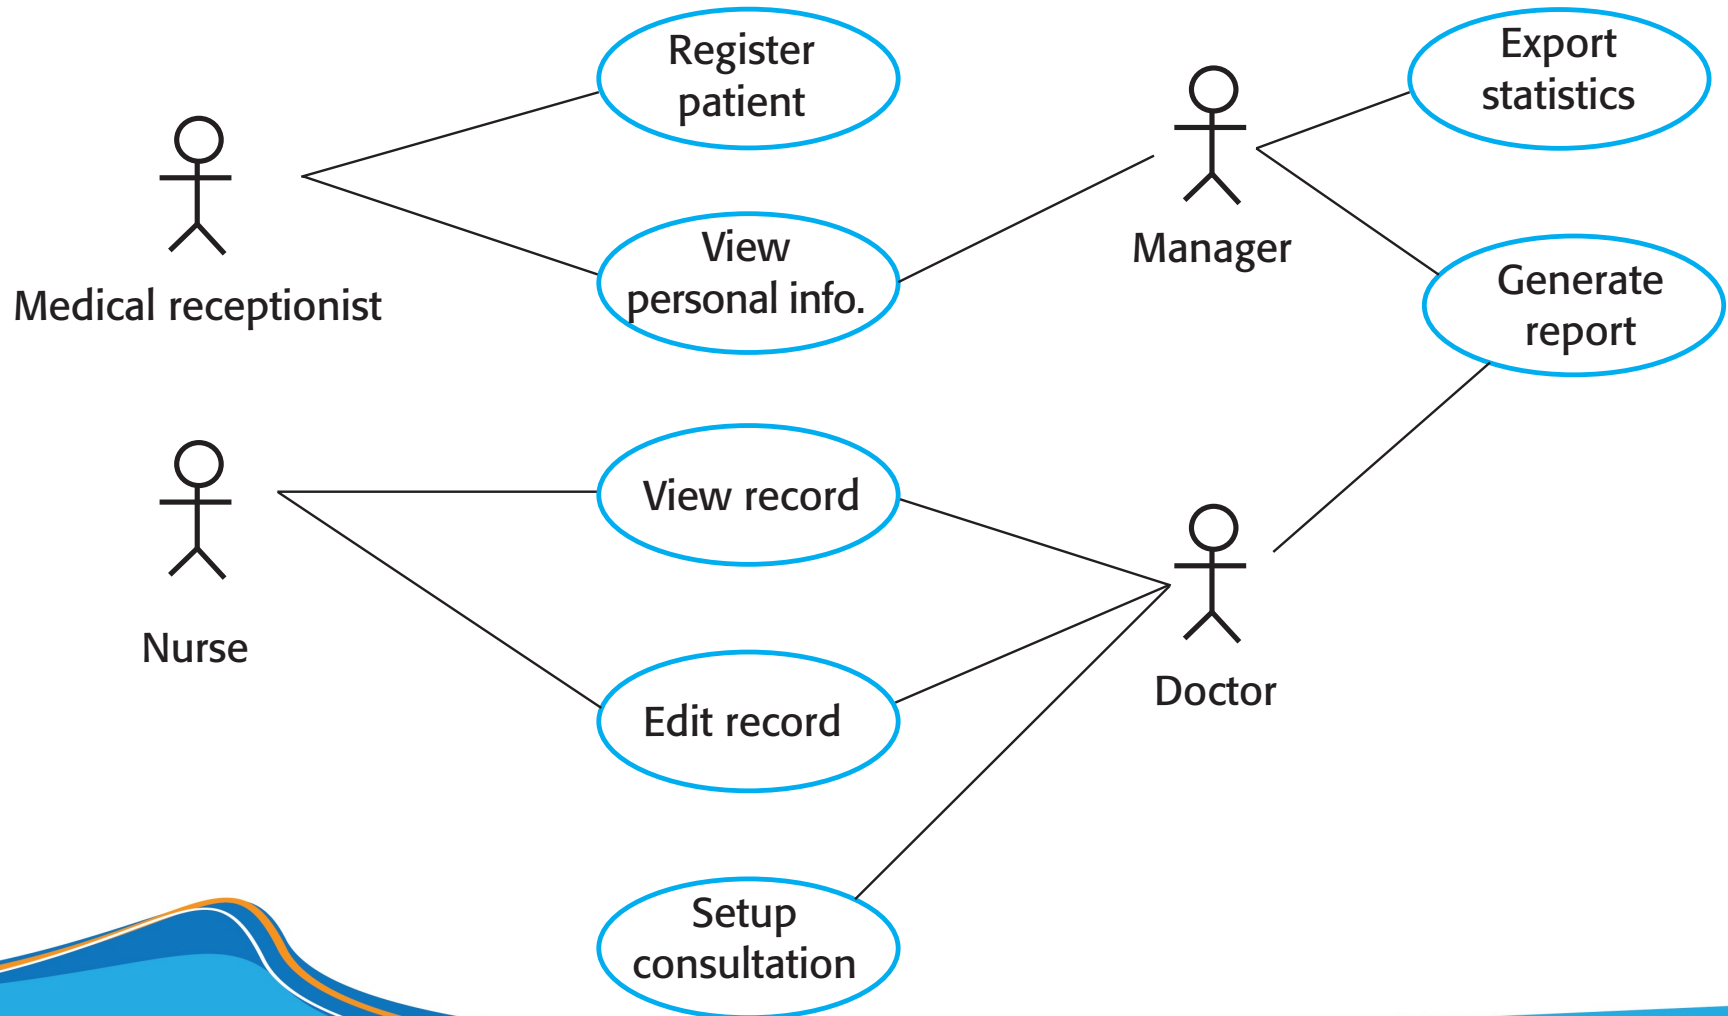 Register
patient
Export
statistics
View
personal info.
Manager
Medical receptionist
Generate
report
View record
Nurse
Edit record
Doctor
Setup
consultation